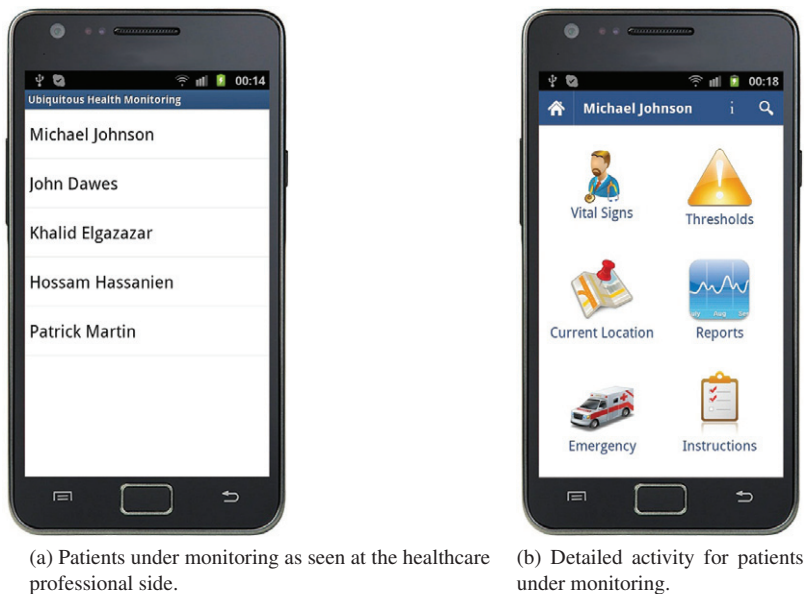 00:14
Ubiquitous Health Monitoring
Michael Johnson
John Dawes
Khalid Elgazazar
Hossam Hassanien
Patrick Martin
(a) Patients under monitoring as seen at the healthcare
professional side.
00:18
Michael Johnson
i
Vital Signs
Thresholds
Current Location
Aug
Reports
Emergency
Instructions
(b) Detailed activity for patients
under monitoring.